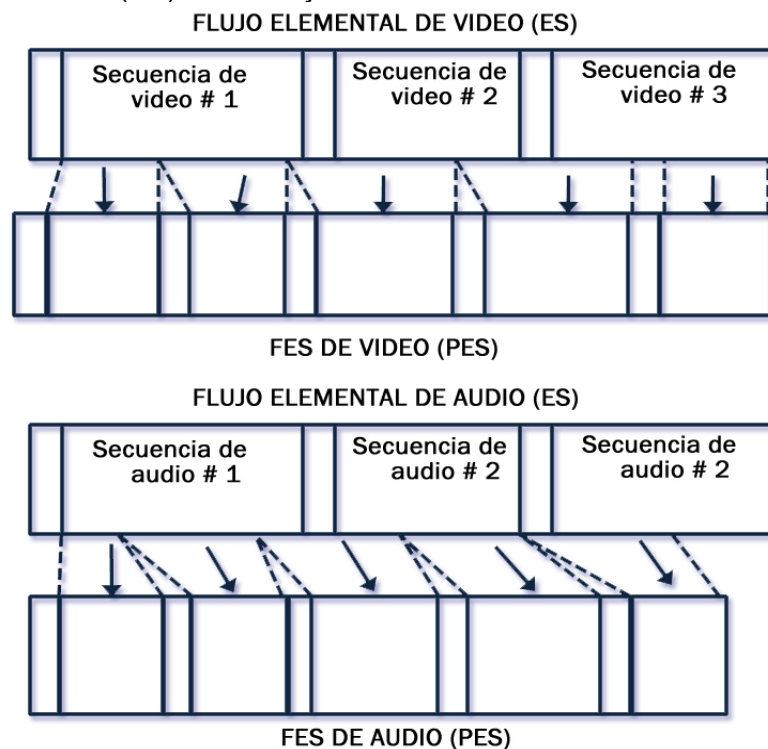 FLUJO ELEMENTAL DE VIDEO (ES)
Secuencia de
video # 1
Secuencia de
video # 2
Secuencia de
video # 3
FES DE VIDEO (PES)
FLUJO ELEMENTAL DE AUDIO (ES)
Secuencia de
audio # 1
Secuencia de
audio # 2
Secuencia de
audio # 2
FES DE AUDIO (PES)